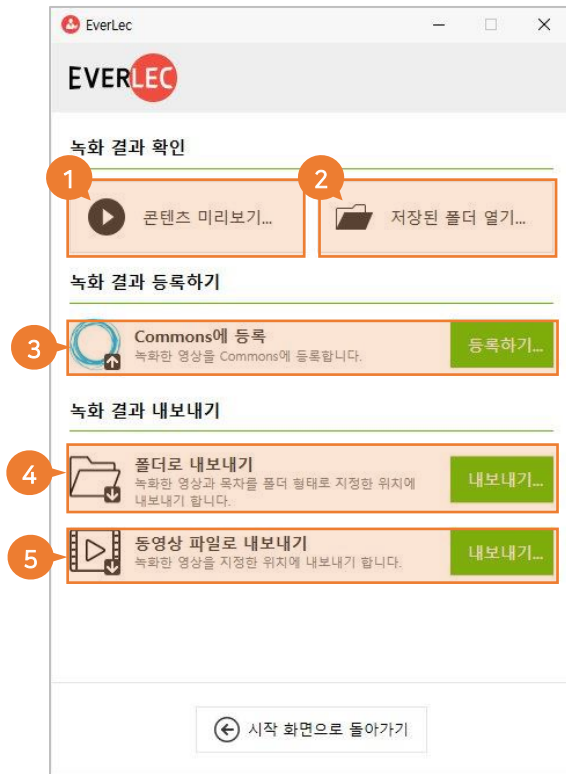 EverLec
EVERLEC
녹화 결과 확인
1
2
콘텐츠 미리보기...
저장된 폴더 열기...
녹화 결과 등록하기
3
Commons에 등록
녹화한 영상을 Commons에 등록합니다.
등록하기...
녹화 결과 내보내기
4
폴더로 내보내기
녹화한 영상과 목차를 폴더 형태로 지정한 위치에
내보내기 합니다.
내보내기...
5
동영상 파일로 내보내기
녹화한 영상을 지정한 위치에 내보내기 합니다.
내보내기...
시작 화면으로 돌아가기